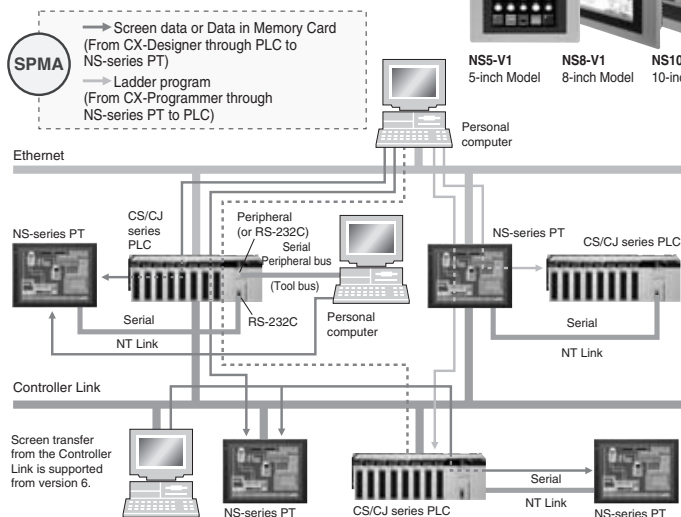 SPMA
Screen data or Data in Memory Card
(From CX-Designer through PLC to
NS-series PT)
Ladder program
(From CX-Programmer through
NS-series PT to PLC)
NS5-V1
5-inch Model
NS8-V1
8-inch Model
NS10
10-in
Personal
computer
Ethernet
NS-series PT
CS/CJ
series
PLC
Peripheral
(or RS-232C)
Serial
Peripheral bus
(Tool bus)
RS-232C
Personal
computer
Serial
NT Link
NS-series PT
CS/CJ series PLC
Serial
NT Link
Controller Link
Screen transfer
from the Controller
Link is supported
from version 6.
NS-series PT
CS/CJ series PLC
Serial
NT Link
NS-series PT